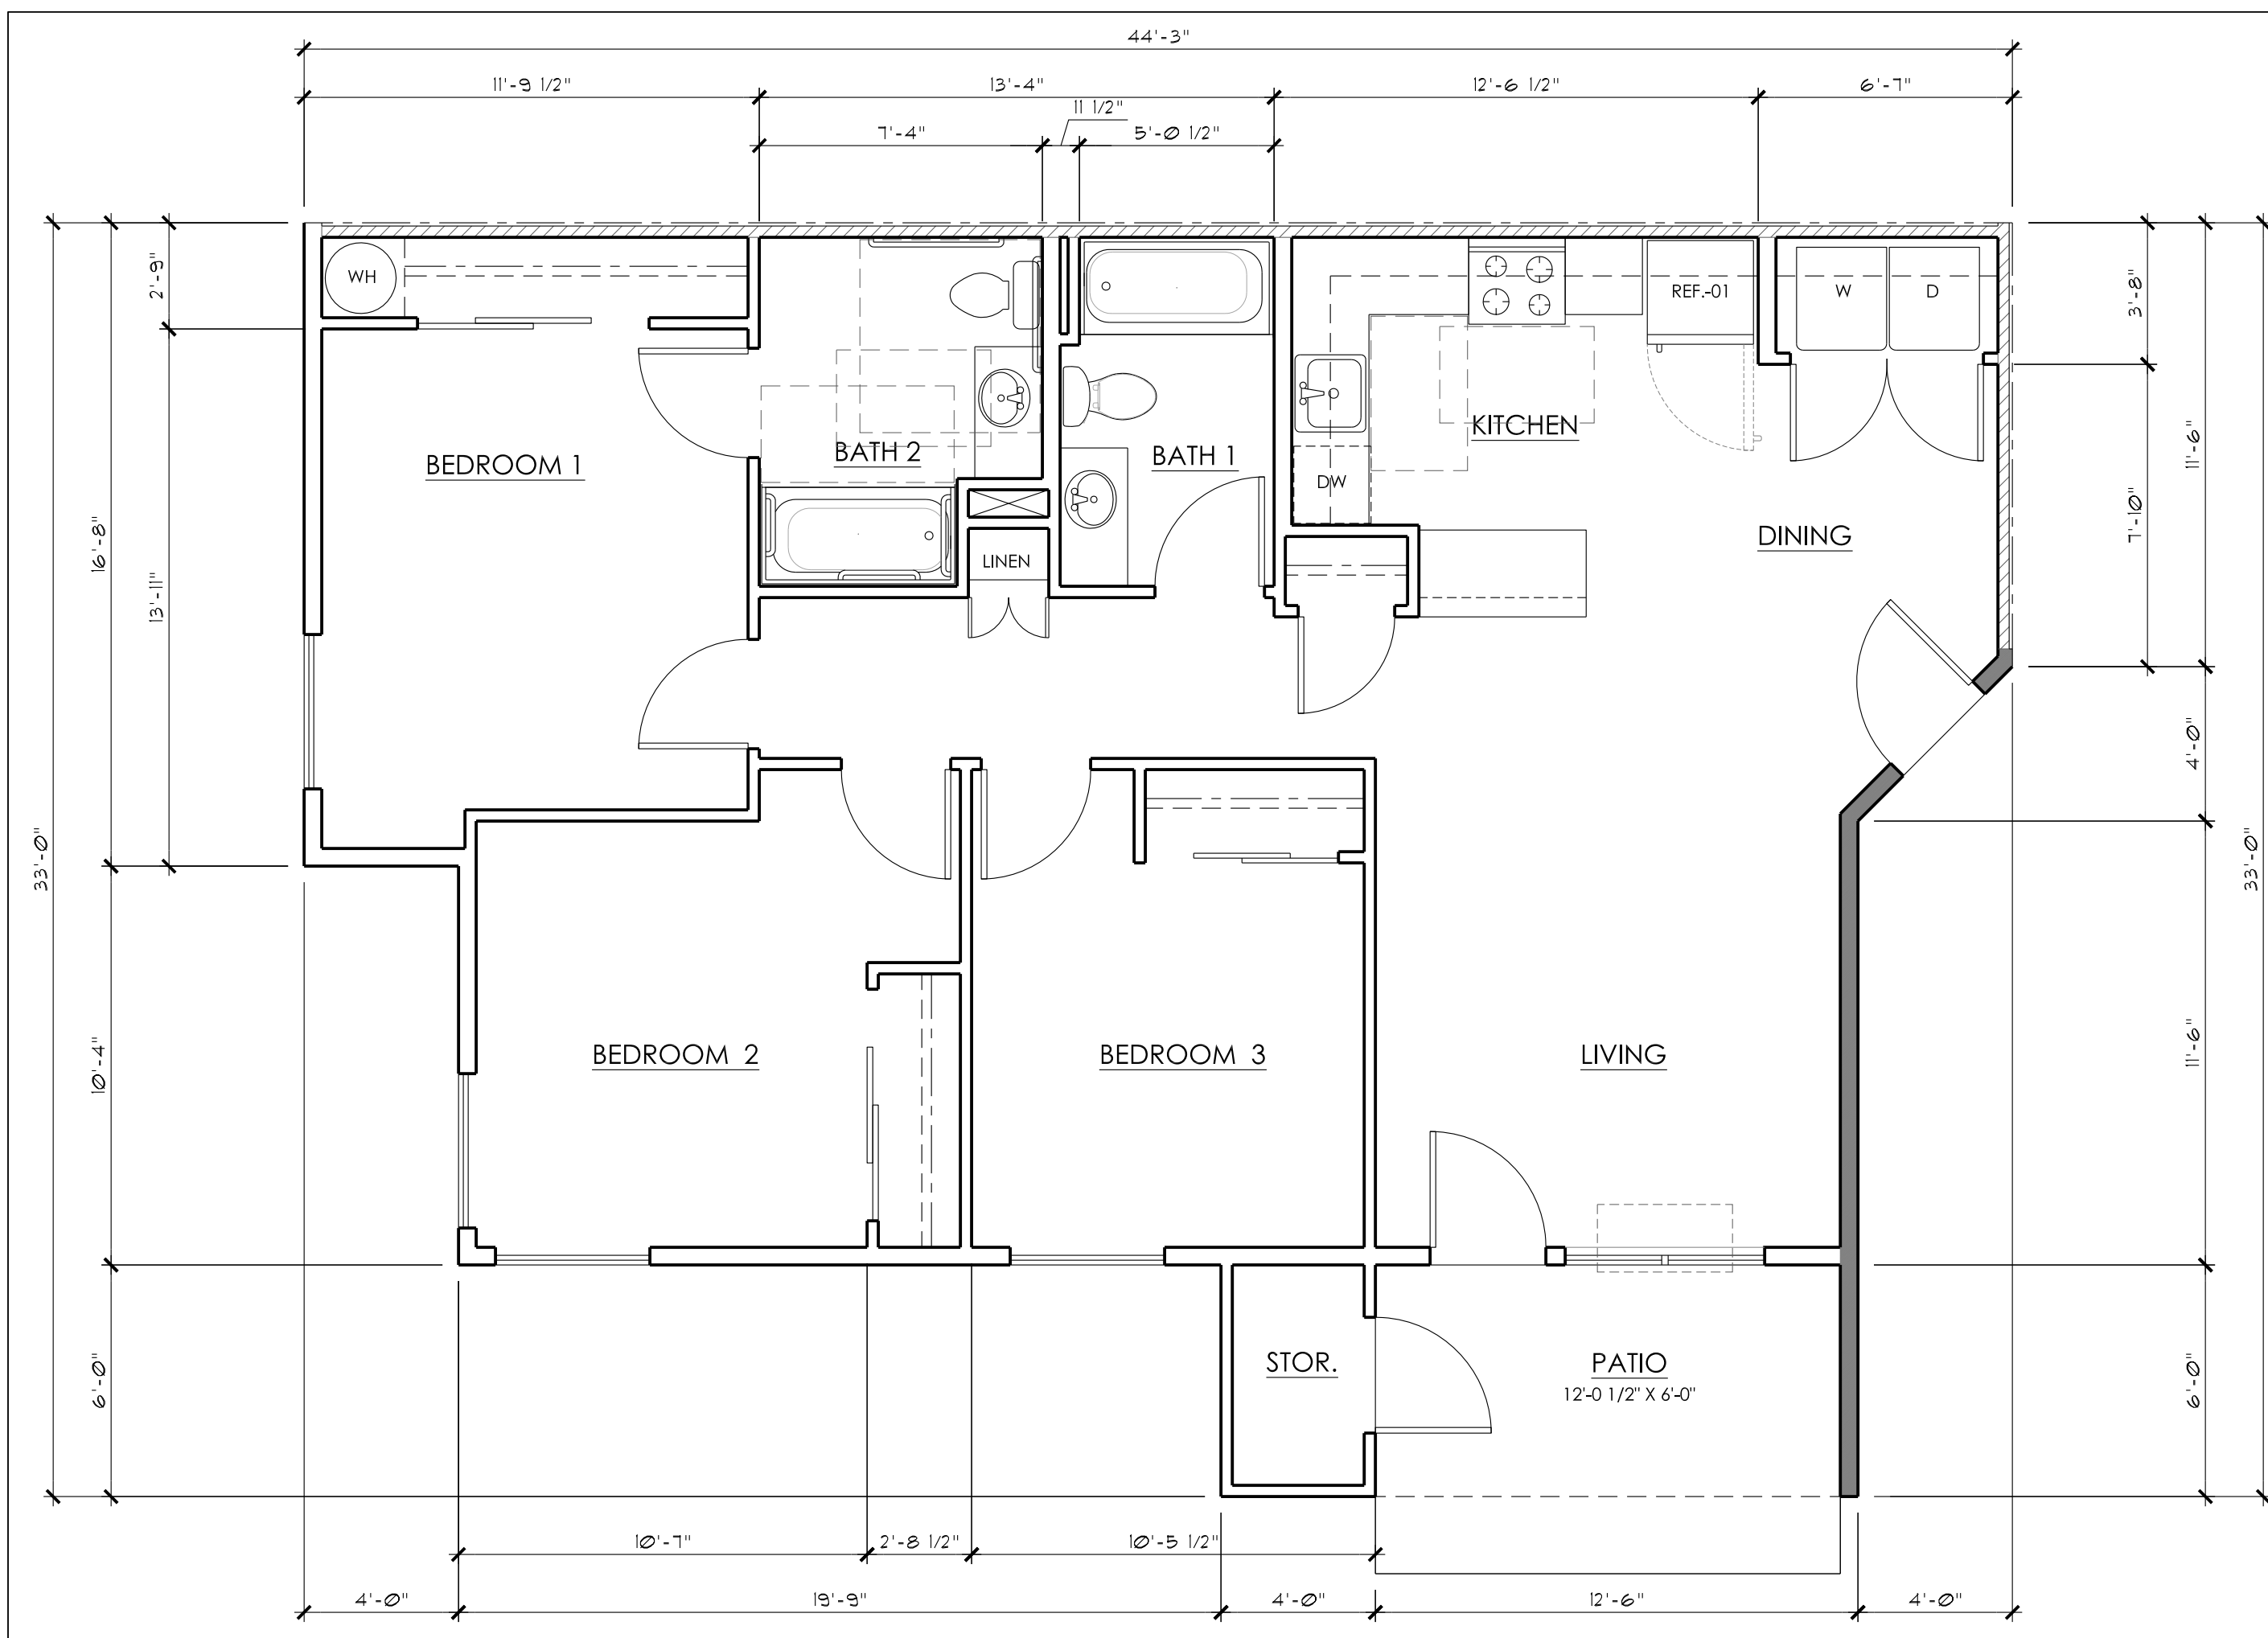 44'-3"
11'-9 1/2"
13'-4"
12'-6 1/2"
6'-7"
11 1/2"
7'-4"
5'-0 1/2"
WH
REF.-01
W
D
2'-9"
3'-8"
KITCHEN
BATH 2
BATH 1
BEDROOM 1
11'-6"
DW
16'-8"
7'-10"
DINING
LINEN
13'-11"
4'-0"
33'-0"
33'-0"
BEDROOM 2
BEDROOM 3
LIVING
10'-4"
11'-6"
STOR.
PATIO
12'-0 1/2" X 6'-0"
6'-0"
6'-0"
10'-7"
2'-8 1/2"
10'-5 1/2"
4'-0"
19'-9"
4'-0"
12'-6"
4'-0"